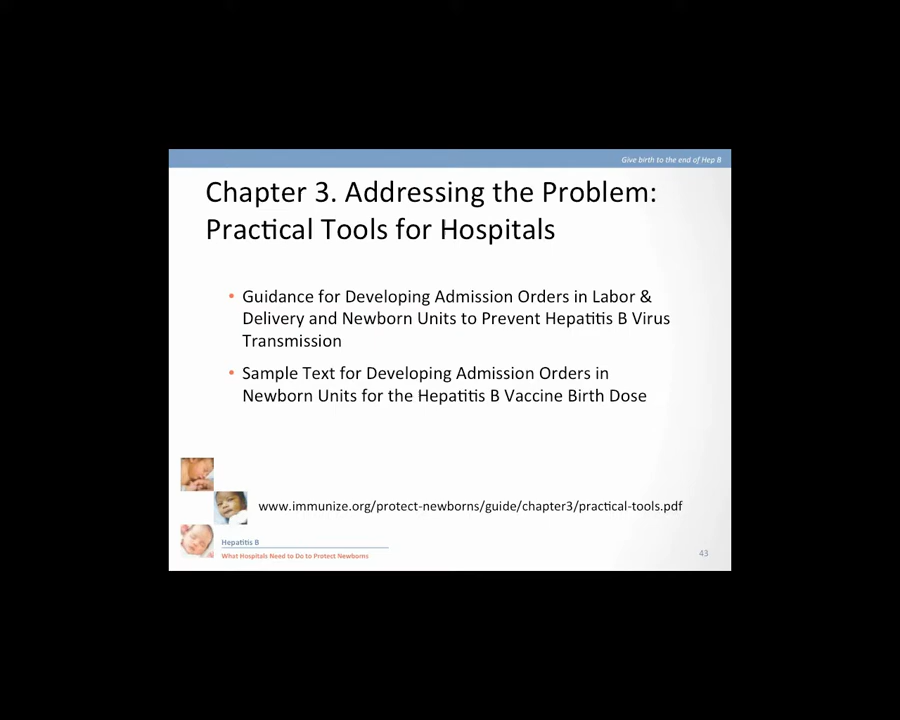 Give birth to the end of Hep B
Chapter 3. Addressing the Problem:
Practical Tools for Hospitals
• Guidance for Developing Admission Orders in Labor &
Delivery and Newborn Units to Prevent Hepatitis B Virus
Transmission
• Sample Text for Developing Admission Orders in
Newborn Units for the Hepatitis B Vaccine Birth Dose
www.immunize.org/protect-newborns/guide/chapter3/practical-tools.pdf
Hepatitis B
What Hospitals Need to Do to Protect Newborns
43